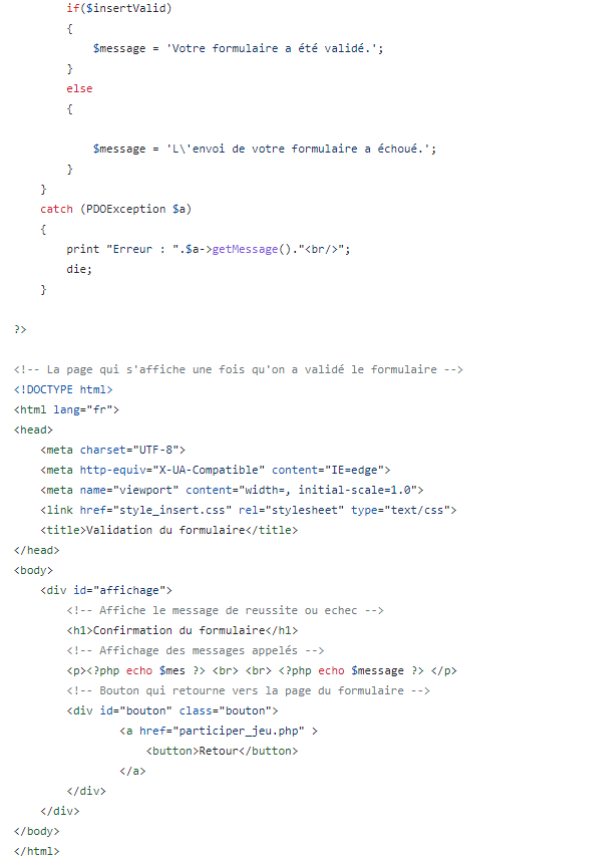 if($insertValid)
{
$message = 'Votre formulaire a été validé.';
}
else
{
$message = 'L\'envoi de votre formulaire a échoué.';
}
}
catch (PDOException $a)
{
print "Erreur : ".$a->getMessage()."<br/>";
die;
}
?>
<!-- La page qui s'affiche une fois qu'on a validé le formulaire -->
<!DOCTYPE html>
<html lang="fr">
<head>
<meta charset="UTF-8">
<meta http-equiv="X-UA-Compatible" content="IE=edge">
<meta name="viewport" content="width=, initial-scale=1.0">
<link href="style_insert.css" rel="stylesheet" type="text/css">
<title>Validation du formulaire</title>
</head>
<body>
<div id="affichage">
<!-- Affiche le message de reussite ou echec -->
<h1>Confirmation du formulaire</h1>
<!-- Affichage des messages appelés -->
<p><?php echo $mes ?> <br> <br> <?php echo $message ?> </p>
<!-- Bouton qui retourne vers la page du formulaire -->
<div id="bouton" class="bouton">
<a href="participer_jeu.php" >
<button>Retour</button>
</a>
</div>
</div>
</body>
</html>